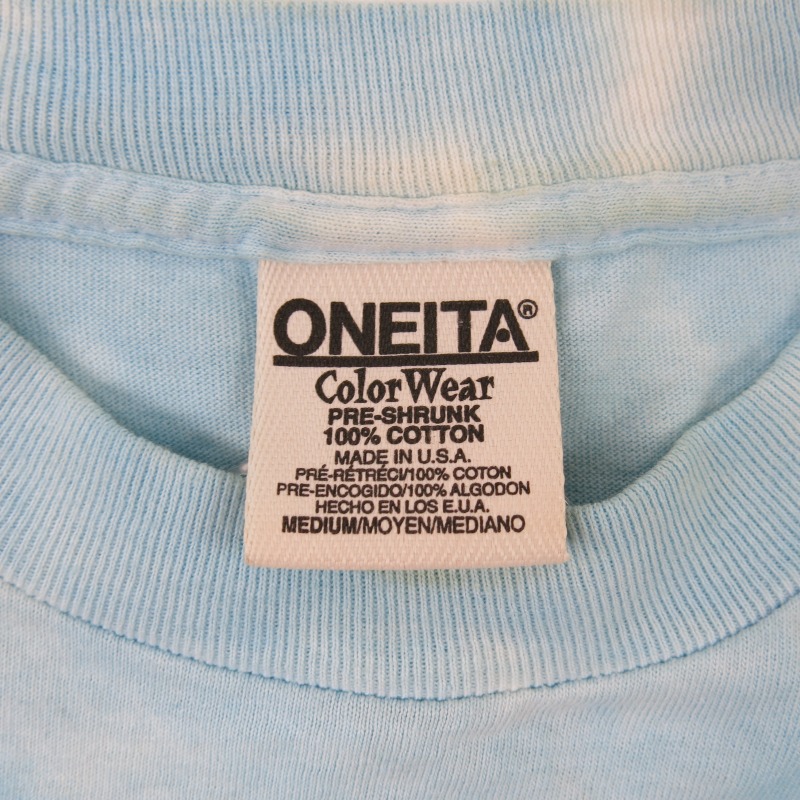 ONEITA®
Color Wear
PRE-SHRUNK
100% COTTON
MADE IN U.S.A.
PRÉ-RÉTRÉCI/100% COTON
PRE-ENCOGIDO/100% ALGODON
HECHO EN LOS E.U.A.
MEDIUM/MOYEN/MEDIANO